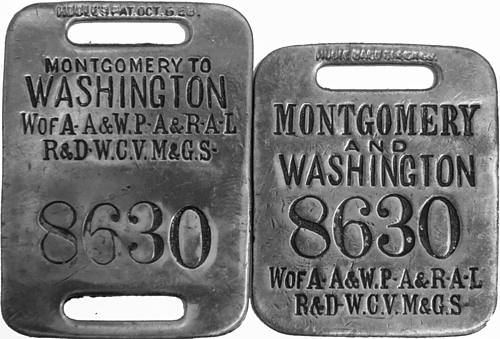 MONTGOMERY TO
WASHINGTON
W OF A·A&W.P·A&R·A·L
R&D·W.C.V.M&G.S·
8630
MONTGOMERY
AND
WASHINGTON
8630
W OF A·A&W.P·A&R·A·L
R&D·W.C.V.M&G.S·